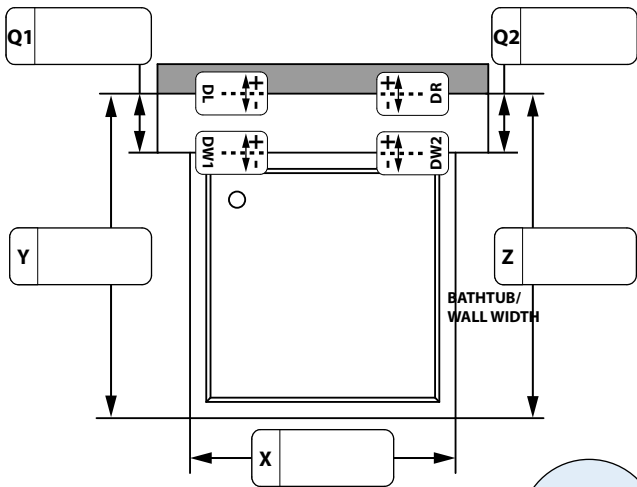 Q1
Q2
DL + -
+ - DR
DW1 + -
+ - DW2
Y
Z
BATHTUB/
WALL WIDTH
X